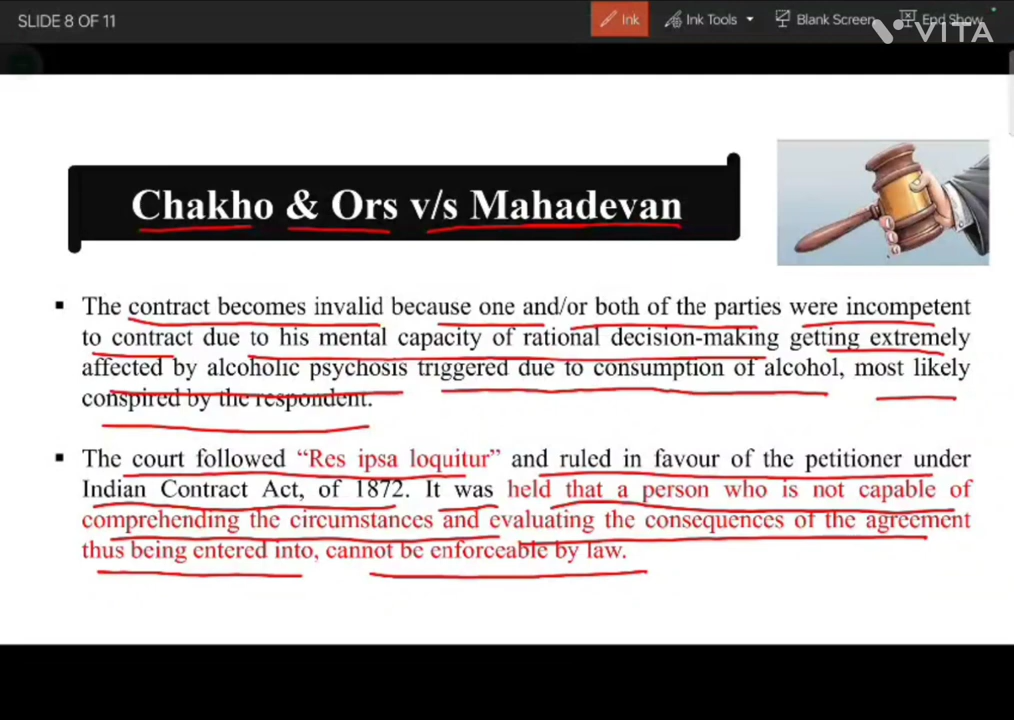 SLIDE 8 OF 11
Ink Ink Tools Blank Screen End Show
VITA
Chakho & Ors v/s Mahadevan
▪ The contract becomes invalid because one and/or both of the parties were incompetent
to contract due to his mental capacity of rational decision-making getting extremely
affected by alcoholic psychosis triggered due to consumption of alcohol, most likely
conspired by the respondent.
▪ The court followed “Res ipsa loquitur” and ruled in favour of the petitioner under
Indian Contract Act, of 1872. It was held that a person who is not capable of
comprehending the circumstances and evaluating the consequences of the agreement
thus being entered into, cannot be enforceable by law.